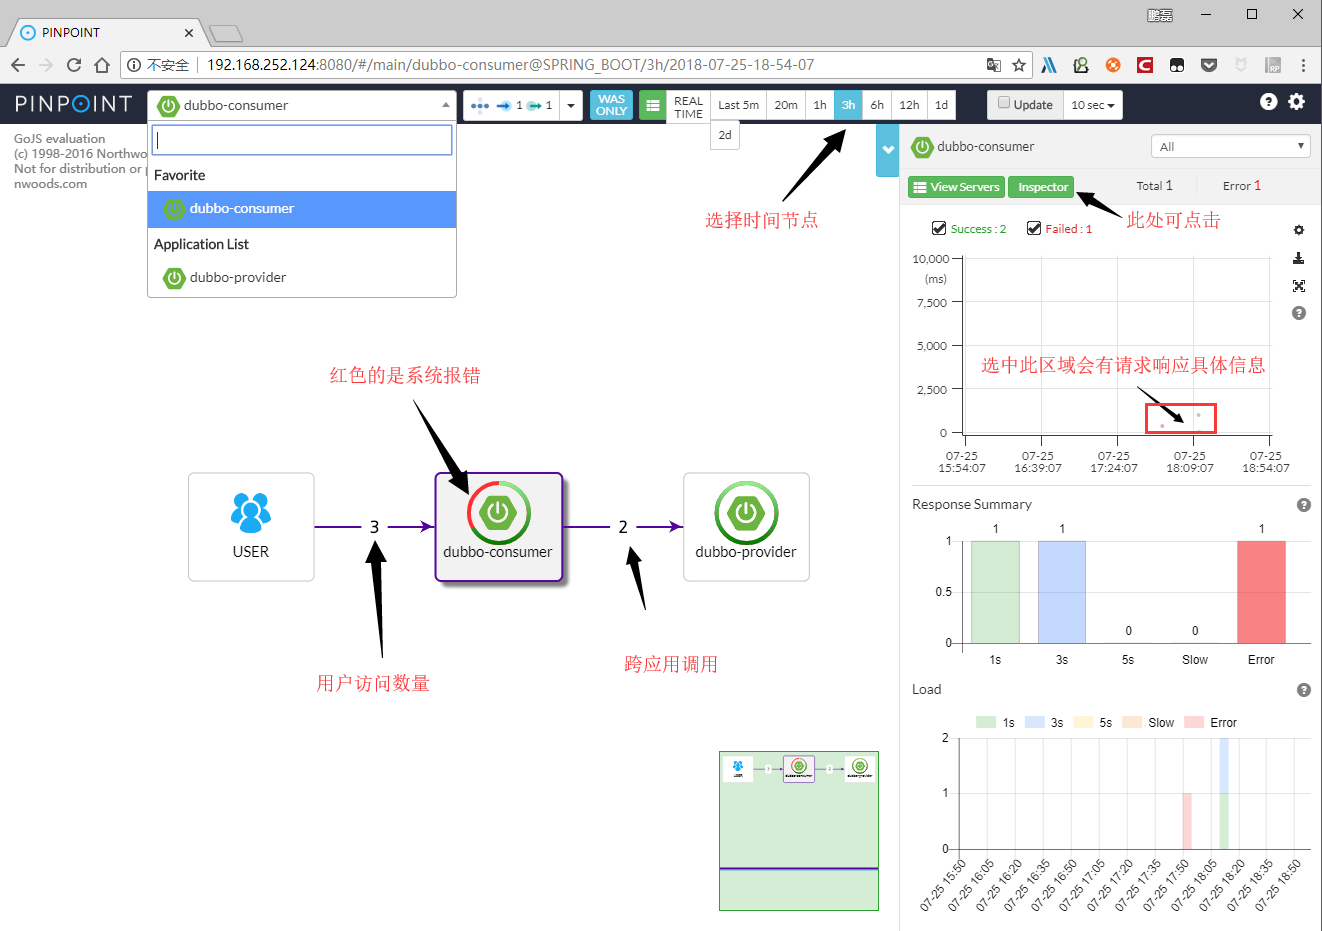 PINPOINT
鹏磊
不安全
192.168.252.124:8080/#/main/dubbo-consumer@SPRING_BOOT/3h/2018-07-25-18-54-07
PINPOINT
dubbo-consumer
1
1
WAS ONLY
REAL TIME
Last 5m
20m
1h
3h
6h
12h
1d
2d
Update
10 sec
GoJS evaluation
(c) 1998-2016 Northwo
Not for distribution or
nwoods.com
Favorite
dubbo-consumer
Application List
dubbo-provider
选择时间节点
dubbo-consumer
All
View Servers
Inspector
Total 1
Error 1
此处可点击
Success : 2
Failed : 1
10,000
(ms)
7,500
5,000
2,500
0
选中此区域会有请求响应具体信息
07-25 15:54:07
07-25 16:39:07
07-25 17:24:07
07-25 18:09:07
07-25 18:54:07
红色的是系统报错
USER
3
dubbo-consumer
2
dubbo-provider
用户访问数量
跨应用调用
Response Summary
1
1
0
0
1
1
0.5
0
1s
3s
5s
Slow
Error
Load
1s
3s
5s
Slow
Error
2
1
0
07-25 15:50
07-25 16:05
07-25 16:20
07-25 16:35
07-25 16:50
07-25 17:05
07-25 17:20
07-25 17:35
07-25 17:50
07-25 18:05
07-25 18:20
07-25 18:35
07-25 18:50